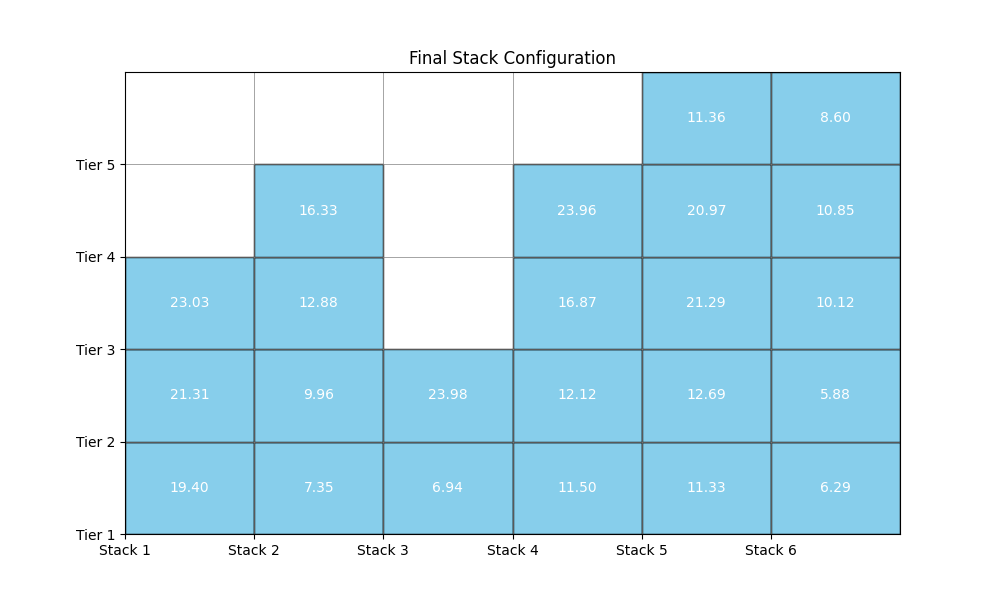 Final Stack Configuration
11.36 8.60
Tier 5
16.33 23.96 20.97 10.85
Tier 4
23.03 12.88 16.87 21.29 10.12
Tier 3
21.31 9.96 23.98 12.12 12.69 5.88
Tier 2
19.40 7.35 6.94 11.50 11.33 6.29
Tier 1
Stack 1 Stack 2 Stack 3 Stack 4 Stack 5 Stack 6